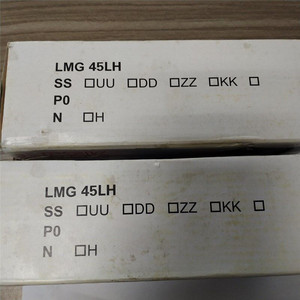 LMG 45LH
SS □UU □DD □ZZ □KK □
P0
N □H
LMG 45LH
SS □UU □DD □ZZ □KK □
P0
N □H